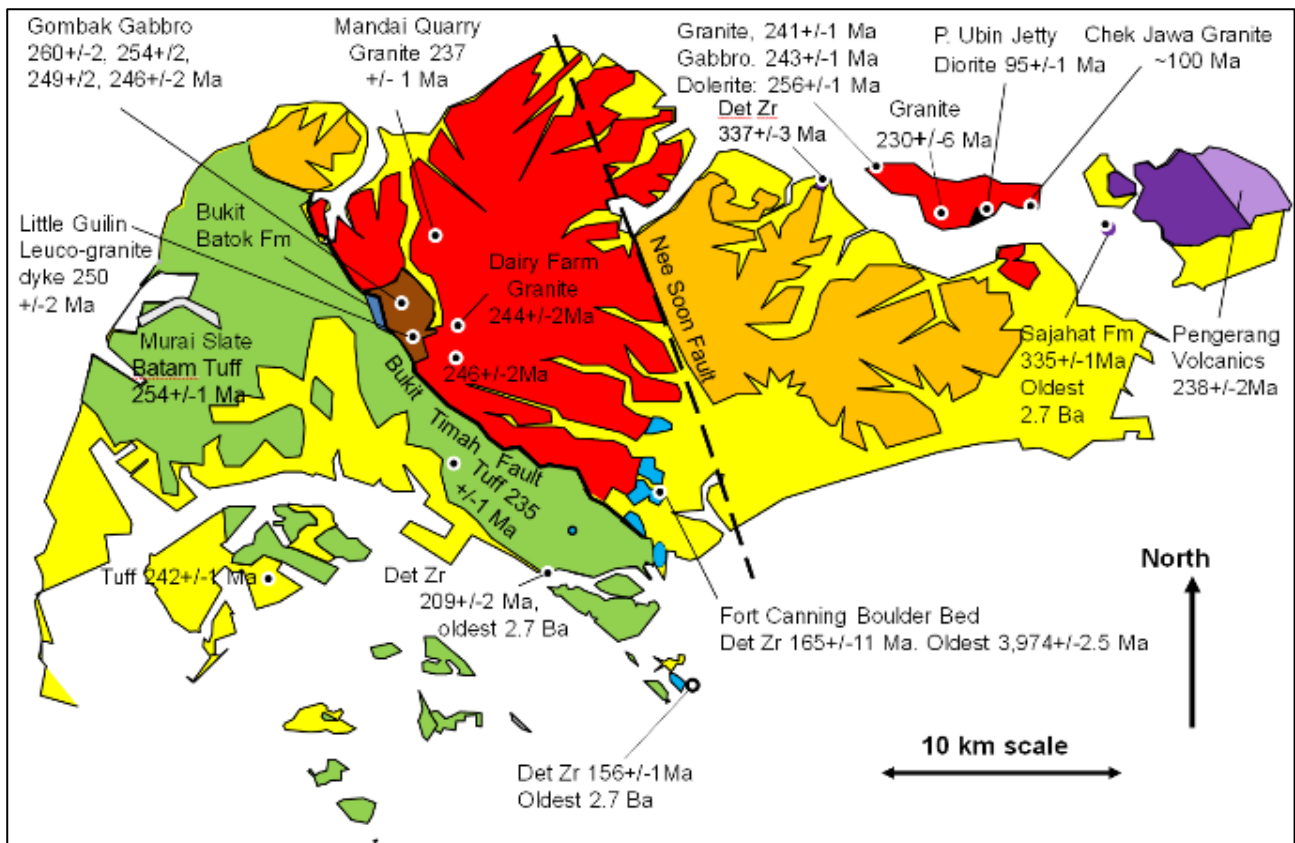 Gombak Gabbro
260+/-2, 254+/2,
249+/2, 246+/-2 Ma
Mandai Quarry
Granite 237
+/- 1 Ma
Granite, 241+/-1 Ma
Gabbro. 243+/-1 Ma
Dolerite: 256+/-1 Ma
P. Ubin Jetty
Diorite 95+/-1 Ma
Chek Jawa Granite
~100 Ma
Det Zr
337+/-3 Ma
Granite
230+/-6 Ma
Little Guilin
Leuco-granite
dyke 250
+/-2 Ma
Bukit
Batok Fm
Dairy Farm
Granite
244+/-2Ma
246+/-2Ma
Nee Soon Fault
Murai Slate
Batam Tuff
254+/-1 Ma
Bukit Timah Fault
Tuff 235
+/-1 Ma
Sajahat Fm
335+/-1Ma
Oldest
2.7 Ba
Pengerang
Volcanics
238+/-2Ma
Tuff 242+/-1 Ma
Det Zr
209+/-2 Ma,
oldest 2.7 Ba
Fort Canning Boulder Bed
Det Zr 165+/-11 Ma. Oldest 3,974+/-2.5 Ma
North
10 km scale
Det Zr 156+/-1Ma
Oldest 2.7 Ba